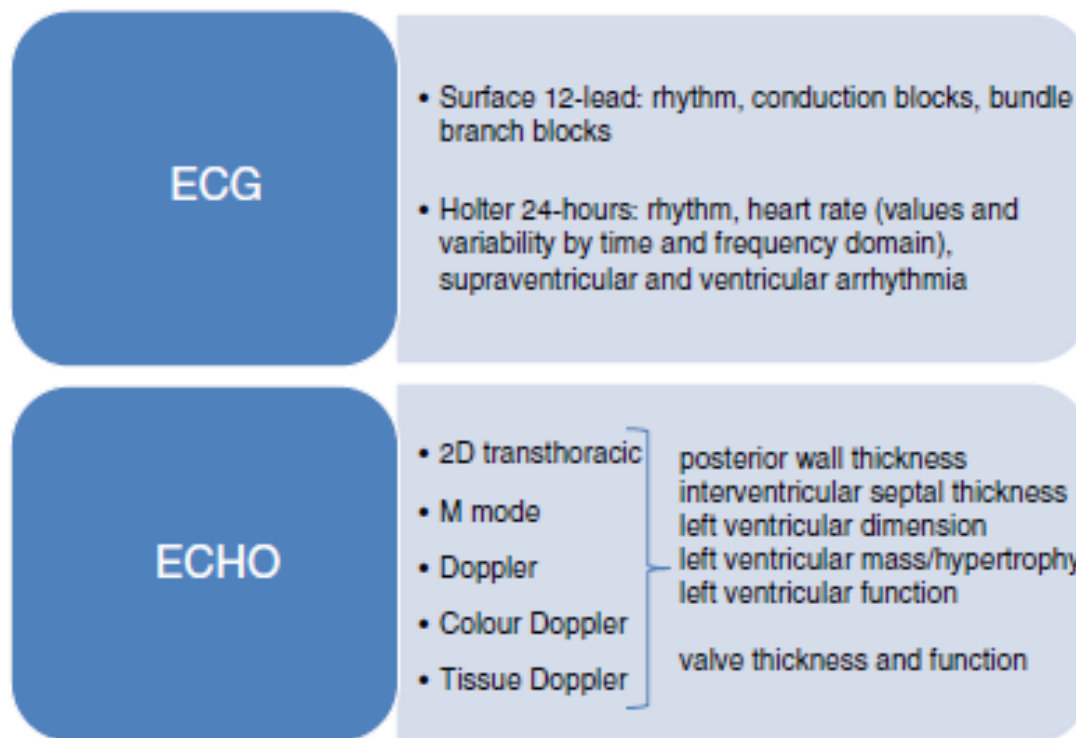 ECG
• Surface 12-lead: rhythm, conduction blocks, bundle
branch blocks
• Holter 24-hours: rhythm, heart rate (values and
variability by time and frequency domain),
supraventricular and ventricular arrhythmia
ECHO
• 2D transthoracic
• M mode
• Doppler
• Colour Doppler
• Tissue Doppler
posterior wall thickness
interventricular septal thickness
left ventricular dimension
left ventricular mass/hypertrophy
left ventricular function
valve thickness and function